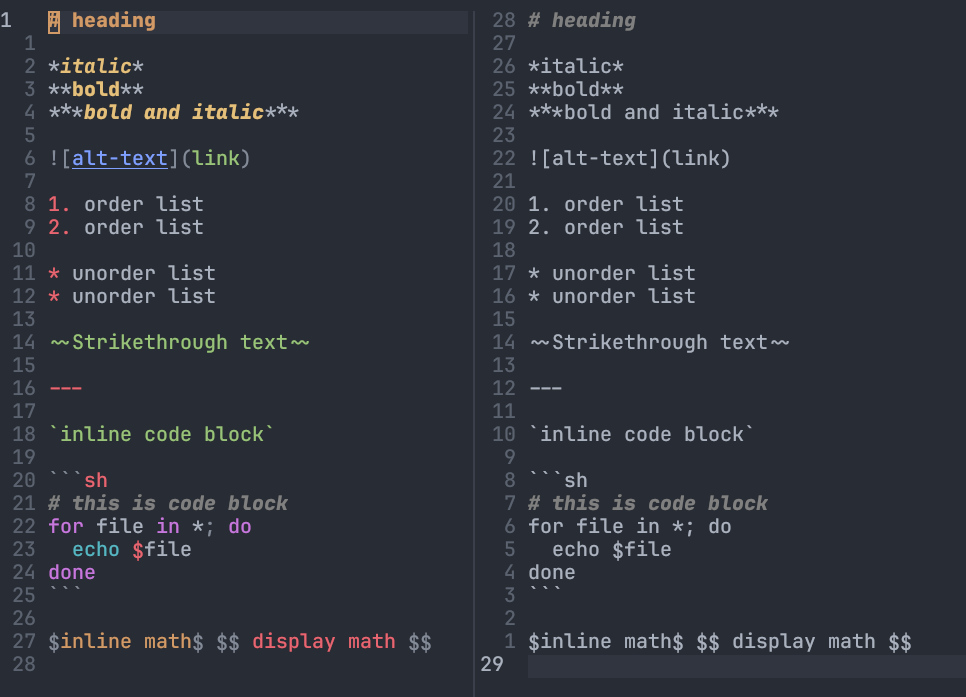 1 # heading
1
2 *italic*
3 **bold**
4 ***bold and italic***
5
6 ![alt-text](link)
7
8 1. order list
9 2. order list
10
11 * unorder list
12 * unorder list
13
14 ~~Strikethrough text~~
15
16 ---
17
18 `inline code block`
19
20 ```sh
21 # this is code block
22 for file in *; do
23   echo $file
24 done
25 ```
26
27 $inline math$ $$ display math $$
28
28 # heading
27
26 *italic*
25 **bold**
24 ***bold and italic***
23
22 ![alt-text](link)
21
20 1. order list
19 2. order list
18
17 * unorder list
16 * unorder list
15
14 ~~Strikethrough text~~
13
12 ---
11
10 `inline code block`
9
8 ```sh
7 # this is code block
6 for file in *; do
5   echo $file
4 done
3 ```
2
1 $inline math$ $$ display math $$
29